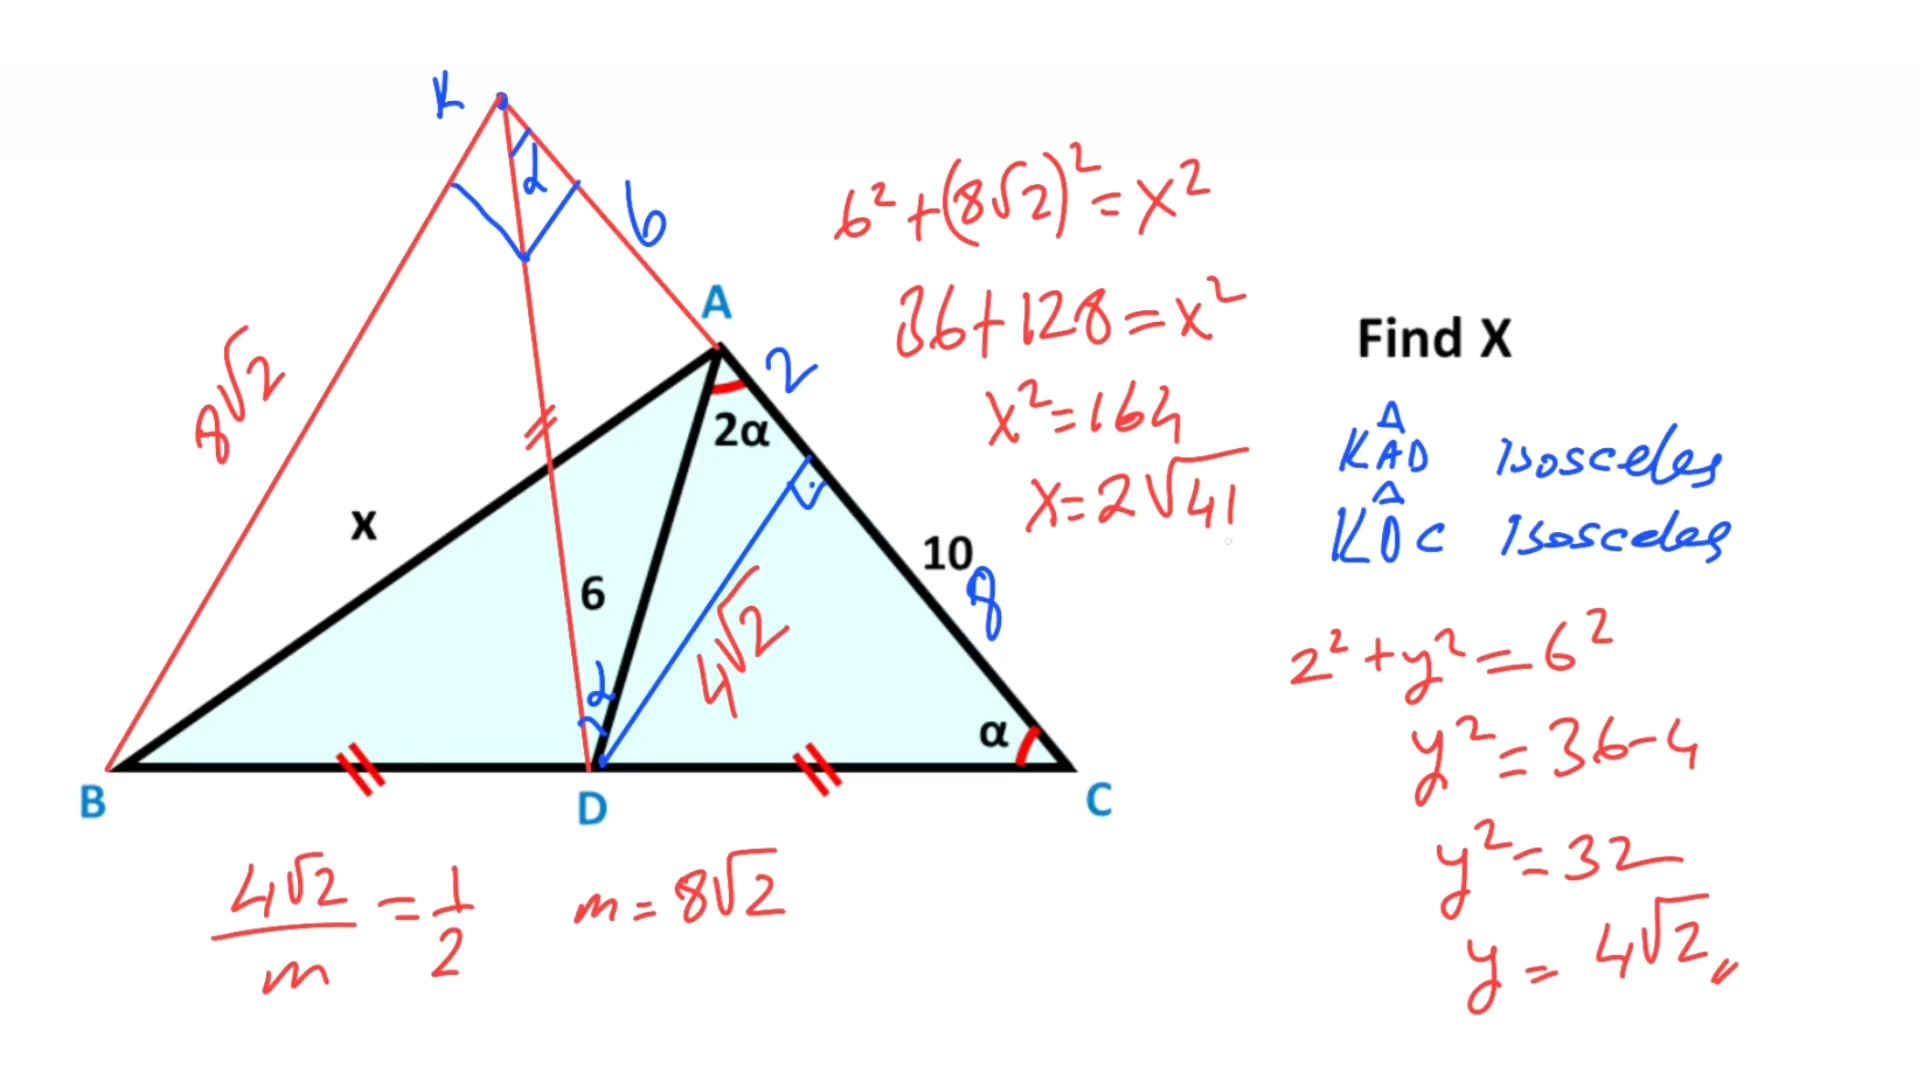 K
α
6
6² + (8√2)² = x²
A
2
36 + 128 = x²
Find X
8√2
2α
x² = 164
KAD isosceles
x
x = 2√41
KDC isosceles
10
6
8
4√2
2² + y² = 6²
α
α
y² = 36 - 4
B
D
C
y² = 32
4√2/m = 1/2
m = 8√2
y = 4√2